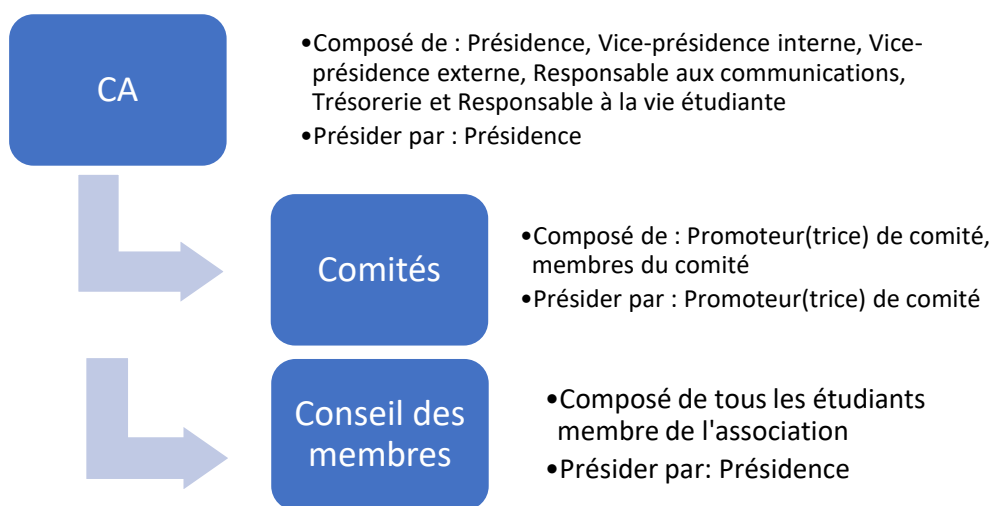 CA
•Composé de : Présidence, Vice-présidence interne, Vice-
présidence externe, Responsable aux communications,
Trésorerie et Responsable à la vie étudiante
•Présider par : Présidence
Comités
•Composé de : Promoteur(trice) de comité,
membres du comité
•Présider par : Promoteur(trice) de comité
Conseil des
membres
•Composé de tous les étudiants
membre de l'association
•Présider par: Présidence